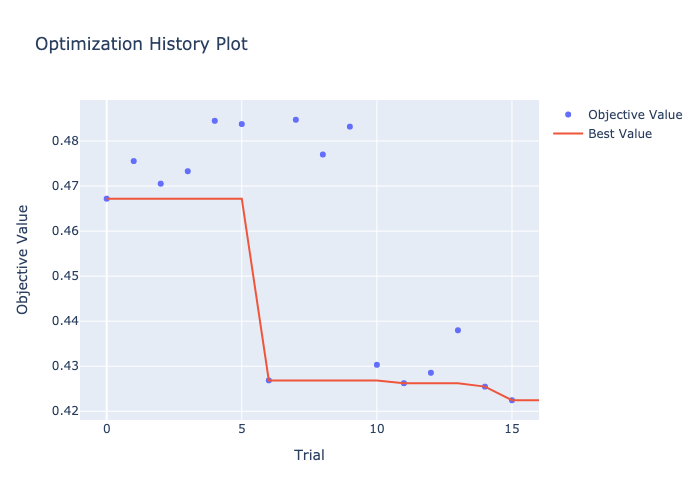 Optimization History Plot
Objective Value
Best Value
0.48
0.47
0.46
0.45
0.44
0.43
0.42
Objective Value
0
5
10
15
Trial